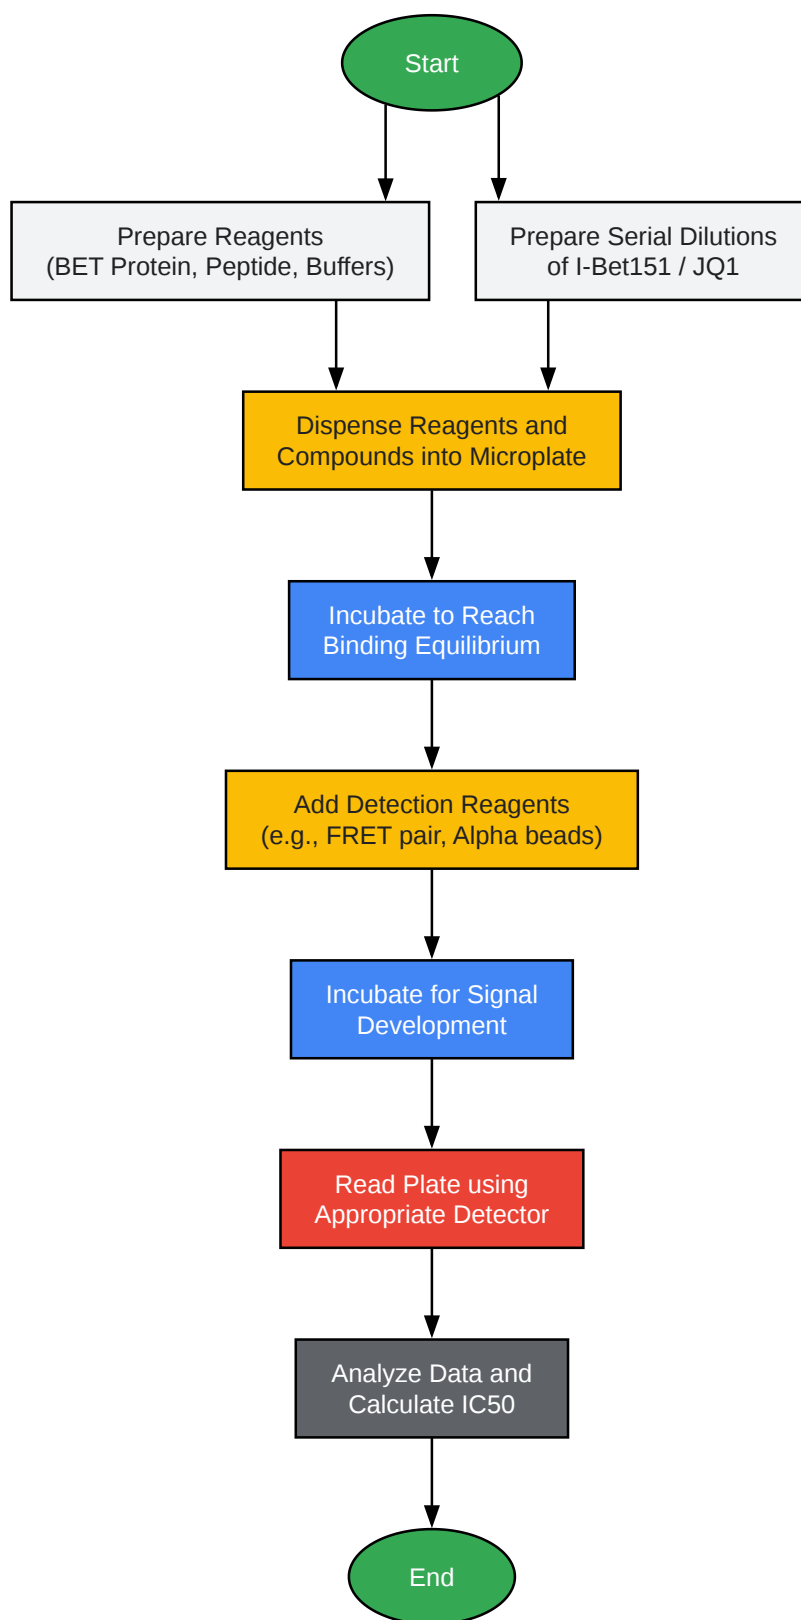 Start
Prepare Reagents
(BET Protein, Peptide, Buffers)
Prepare Serial Dilutions
of I-Bet151 / JQ1
Dispense Reagents and
Compounds into Microplate
Incubate to Reach
Binding Equilibrium
Add Detection Reagents
(e.g., FRET pair, Alpha beads)
Incubate for Signal
Development
Read Plate using
Appropriate Detector
Analyze Data and
Calculate IC50
End